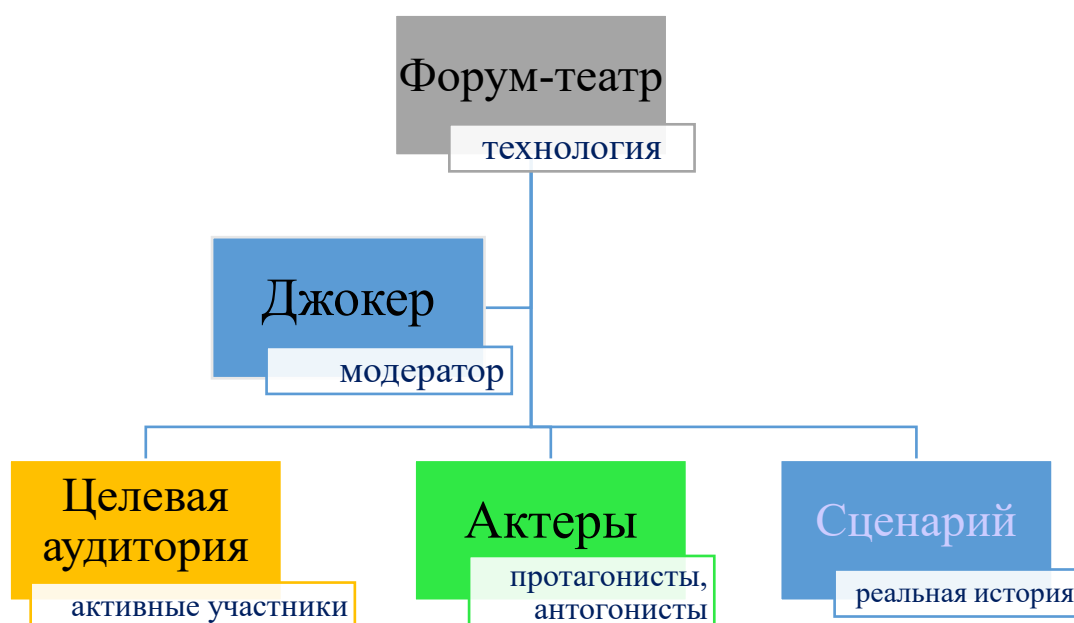 Форум-театр
технология
Джокер
модератор
Целевая
аудитория
активные участники
Актеры
протагонисты,
антогонисты
Сценарий
реальная история